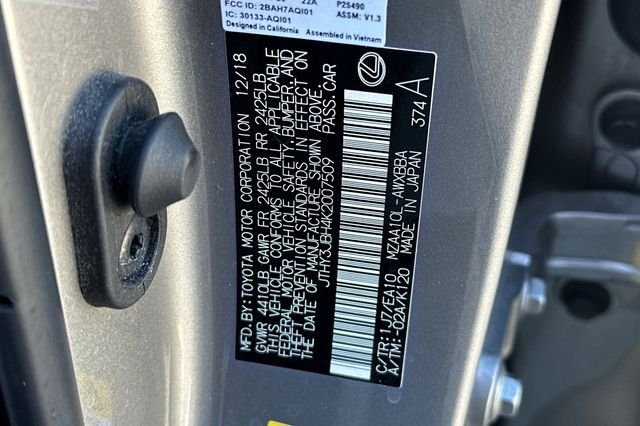 22A P25490
FCC ID: 2BAH7AQI01 ASSM: V1.3
IC: 30133-AQI01
Designed in California Assembled in Vietnam
MFD. BY: TOYOTA MOTOR CORPORATION 12/18
GVWR 4410LB GAWR FR 2425LB RR 2425LB
THIS VEHICLE CONFORMS TO ALL APPLICABLE
FEDERAL MOTOR VEHICLE SAFETY, BUMPER, AND
THEFT PREVENTION STANDARDS IN EFFECT ON
THE DATE OF MANUFACTURE SHOWN ABOVE.
JTHY3JBH4K2007509 PASS. CAR
C/TR: 1J7/EA10 MZAA10L-AWXBBA
A/TM: -02A/K120 MADE IN JAPAN 374 A